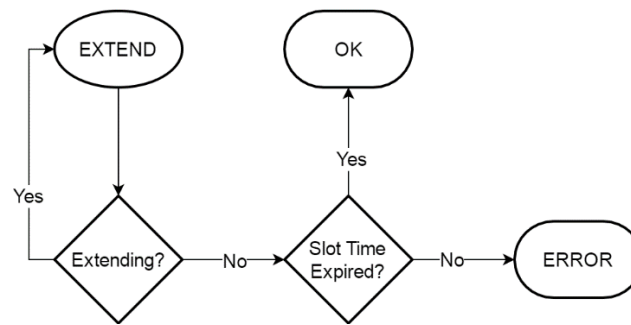 EXTEND
OK
Yes
Yes
Extending?
No
Slot Time
Expired?
No
ERROR